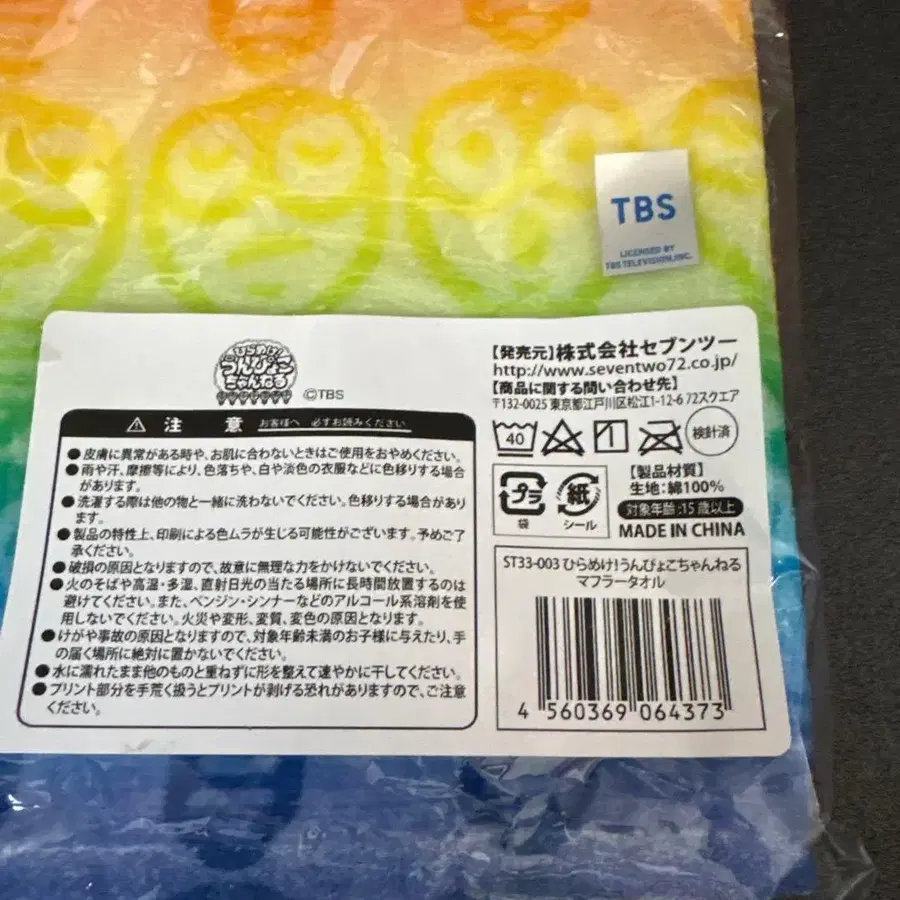 TBS
LICENSED BY
TBS TELEVISION, INC.
ひらめけ!
うんぴょこ
ちゃんねる
©TBS
注意 お客様へ 必ずお読みください
●皮膚に異常がある時や、お肌に合わないときはご使用をおやめください。
●雨や汗、摩擦等により、色落ちや、白や淡色の衣服などに色移りする場合
があります。
●洗濯する際は他の物と一緒に洗わないでください。色移りする場合があり
ます。
●製品の特性上、印刷による色ムラが生じる可能性がございます。予めご了
承ください。
●破損の原因となりますので、故意に無理な力をかけないでください。
●火のそばや高温・多湿、直射日光の当たる場所に長時間放置するのは
避けてください。また、ベンジン・シンナーなどのアルコール系溶剤を使
用しないでください。火災や変形、変質、変色の原因となります。
●けがや事故の原因となりますので、対象年齢未満のお子様に与えたり、手
の届く場所に絶対に置かないでください。
●水に濡れたまま他のものと重ねずに形を整えて速やかに干してください。
●プリント部分を手荒く扱うとプリントが剥げる恐れがありますので、ご注意
ください。
【発売元】株式会社セブンツー
http://www.seventwo72.co.jp/
【商品に関する問い合わせ先】
〒132-0025 東京都江戸川区松江1-12-6 72スクエア
40
検針済
プラ
袋
紙
シール
【製品材質】
生地:綿100%
対象年齢:15歳以上
MADE IN CHINA
ST33-003 ひらめけ!うんぴょこちゃんねる
マフラータオル
4 560369 064373